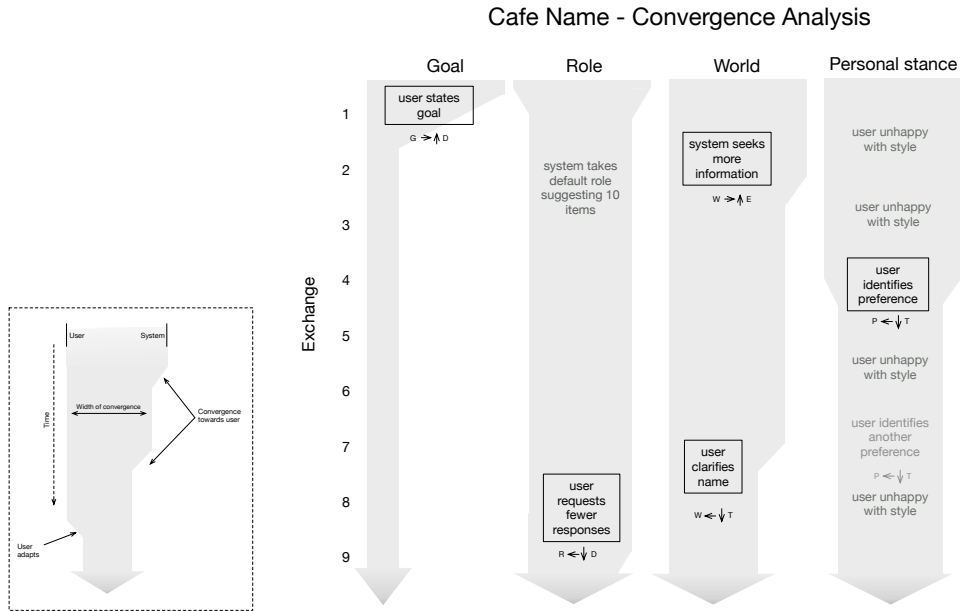 Cafe Name - Convergence Analysis
Goal
Role
World
Personal stance
Exchange
1
2
3
4
5
6
7
8
9
user states
goal
G D
system takes
default role
suggesting 10
items
user
requests
fewer
responses
R D
system seeks
more
information
W E
user
clarifies
name
W T
user unhappy
with style
user unhappy
with style
user
identifies
preference
P T
user unhappy
with style
user identifies
another
preference
P T
user unhappy
with style
User
System
Time
Width of convergence
Convergence
towards user
User
adapts